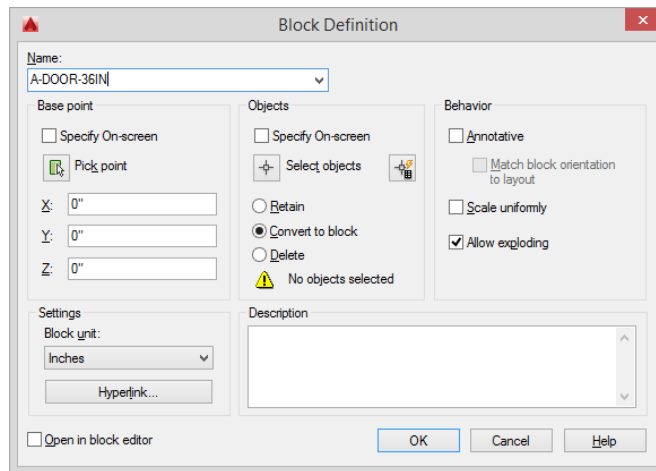 Block Definition
Name:
A-DOOR-36IN
Base point
Specify On-screen
Pick point
X: 0"
Y: 0"
Z: 0"
Objects
Specify On-screen
Select objects
Retain
Convert to block
Delete
No objects selected
Behavior
Annotative
Match block orientation
to layout
Scale uniformly
Allow exploding
Settings
Block unit:
Inches
Hyperlink...
Description
Open in block editor
OK
Cancel
Help